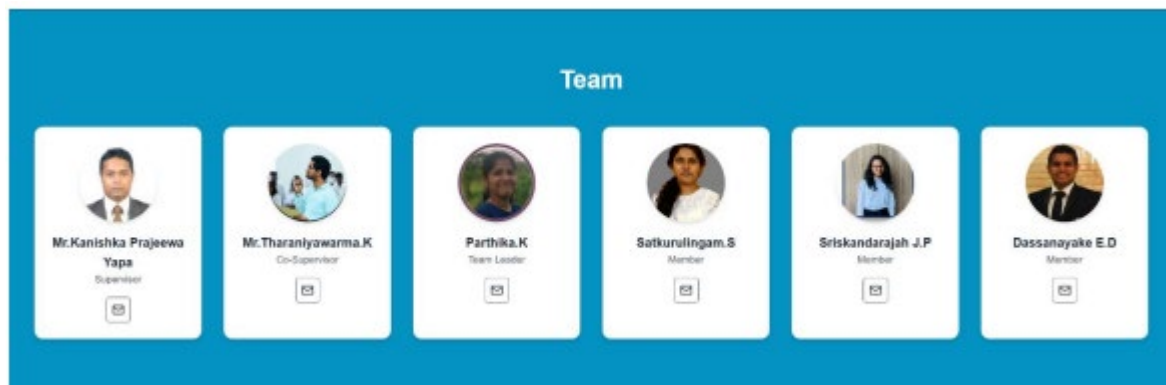 Team
Mr.Kanishka Prajeewa
Yapa
Supervisor
Mr.Tharaniyawarma.K
Co-Supervisor
Parthika.K
Team Leader
Satkurulingam.S
Member
Sriskandarajah J.P
Member
Dassanayake E.D
Member